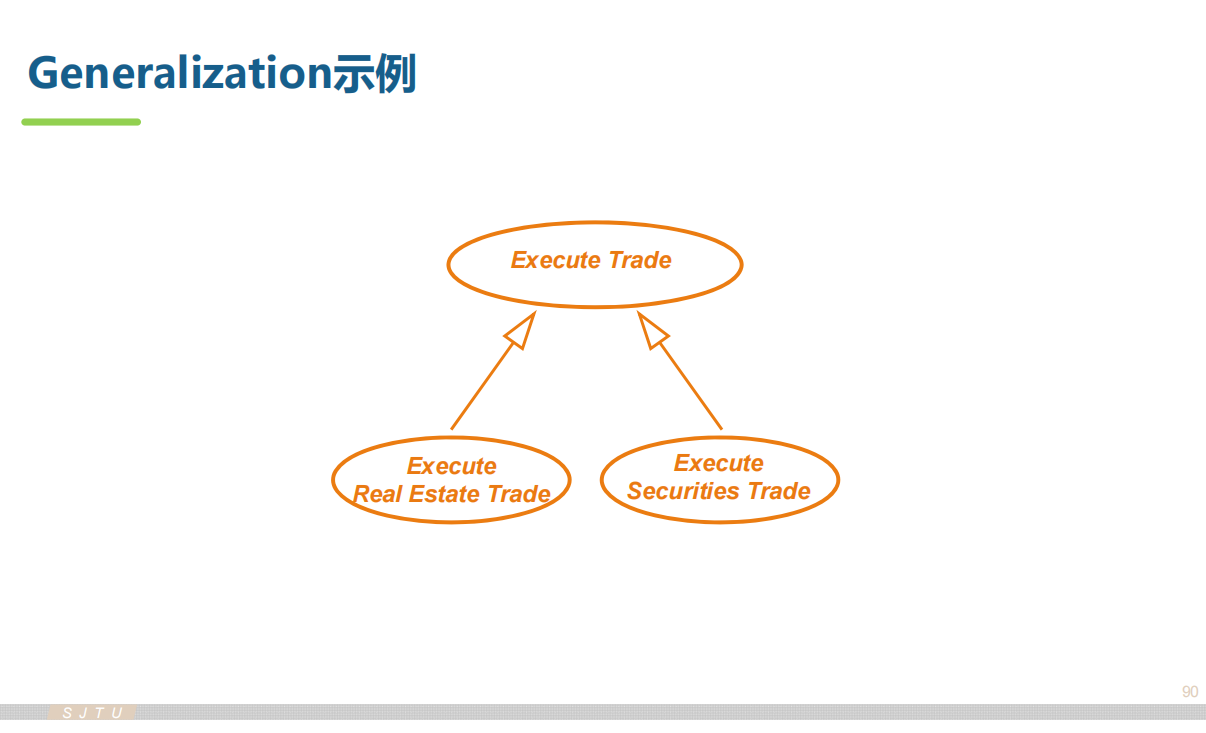 Generalization示例
Execute Trade
Execute
Real Estate Trade
Execute
Securities Trade
90
SJTU